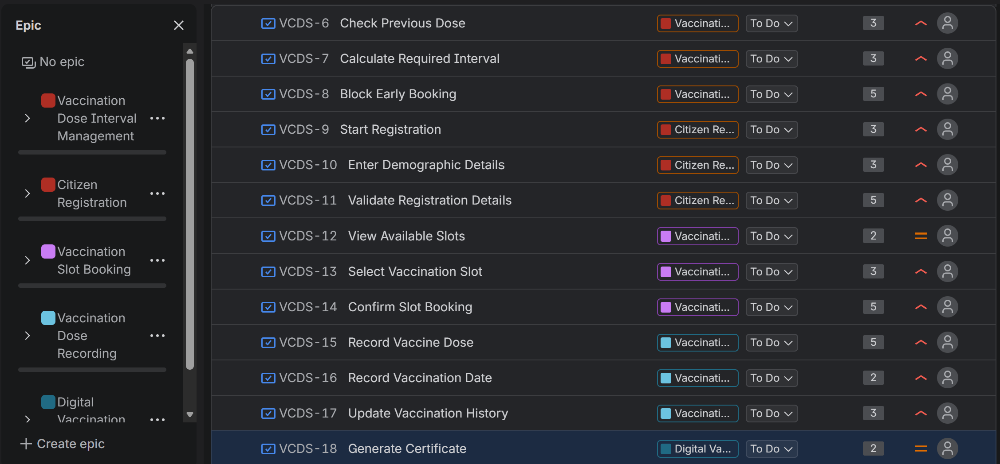 Epic
No epic
Vaccination
Dose Interval
Management
Citizen
Registration
Vaccination
Slot Booking
Vaccination
Dose
Recording
Digital
Vaccination
Create epic
VCDS-6 Check Previous Dose Vaccinati... To Do 3
VCDS-7 Calculate Required Interval Vaccinati... To Do 3
VCDS-8 Block Early Booking Vaccinati... To Do 5
VCDS-9 Start Registration Citizen Re... To Do 3
VCDS-10 Enter Demographic Details Citizen Re... To Do 3
VCDS-11 Validate Registration Details Citizen Re... To Do 5
VCDS-12 View Available Slots Vaccinati... To Do 2
VCDS-13 Select Vaccination Slot Vaccinati... To Do 3
VCDS-14 Confirm Slot Booking Vaccinati... To Do 5
VCDS-15 Record Vaccine Dose Vaccinati... To Do 5
VCDS-16 Record Vaccination Date Vaccinati... To Do 2
VCDS-17 Update Vaccination History Vaccinati... To Do 3
VCDS-18 Generate Certificate Digital Va... To Do 2